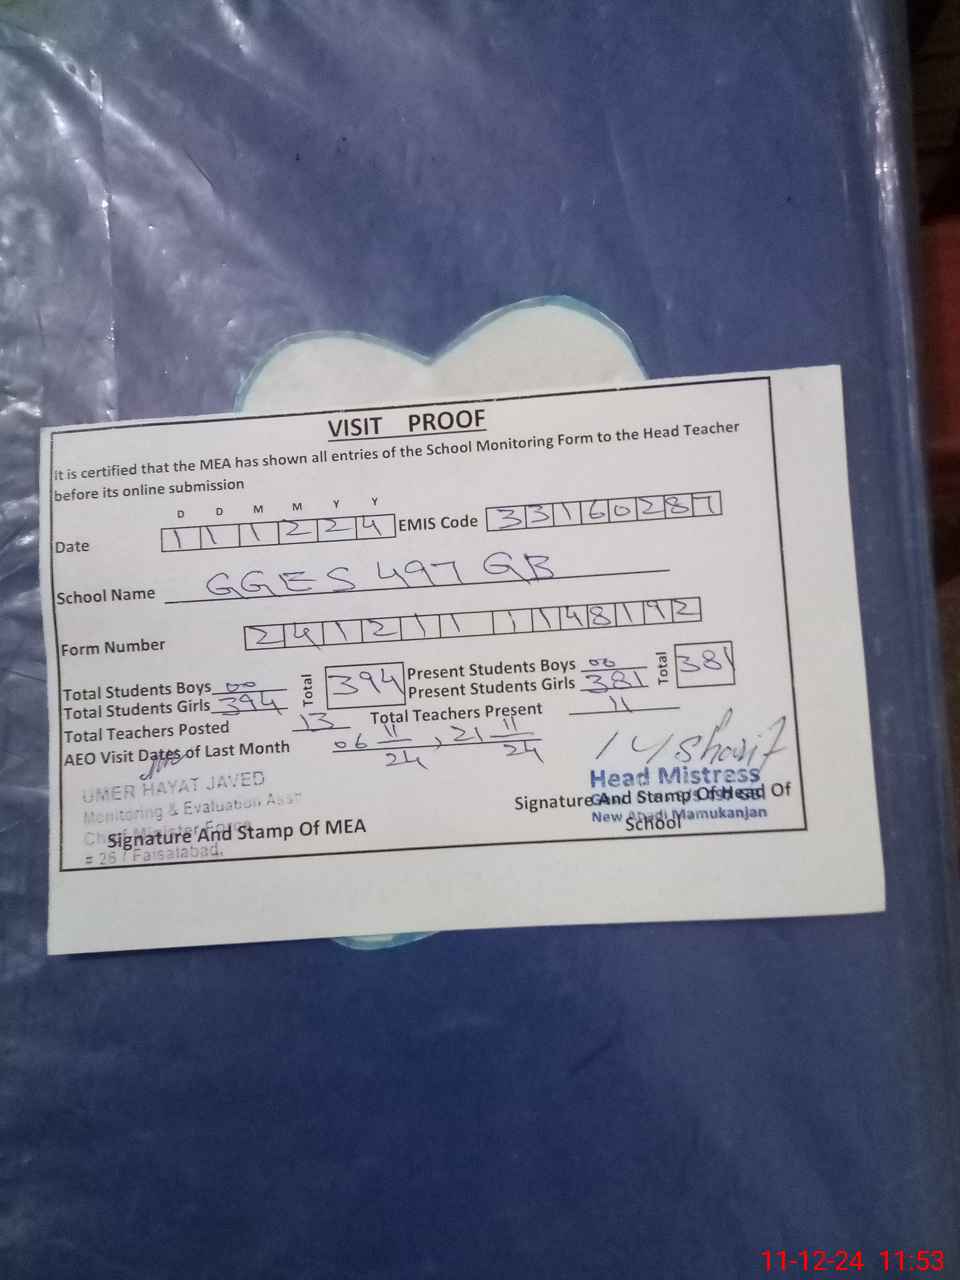 VISIT PROOF
It is certified that the MEA has shown all entries of the School Monitoring Form to the Head Teacher
before its online submission
D D M M Y Y
Date 111224 EMIS Code 33160287
School Name GGES 497 GB
Form Number 241211 1148192
Total Students Boys 00 Total 394 Present Students Boys 00 Total 381
Total Students Girls 394 Present Students Girls 381
Total Teachers Posted 13 Total Teachers Present 11
AEO Visit Dates of Last Month 06 11 24, 21 11 24
UMER HAYAT JAVED
Monitoring & Evaluation Asstt
Chief Minister Force
= 267 Faisalabad.
Signature And Stamp Of MEA
Head Mistress
New Abadi Mamukanjan
Signature And Stamp Of Head Of
School
11-12-24 11:53